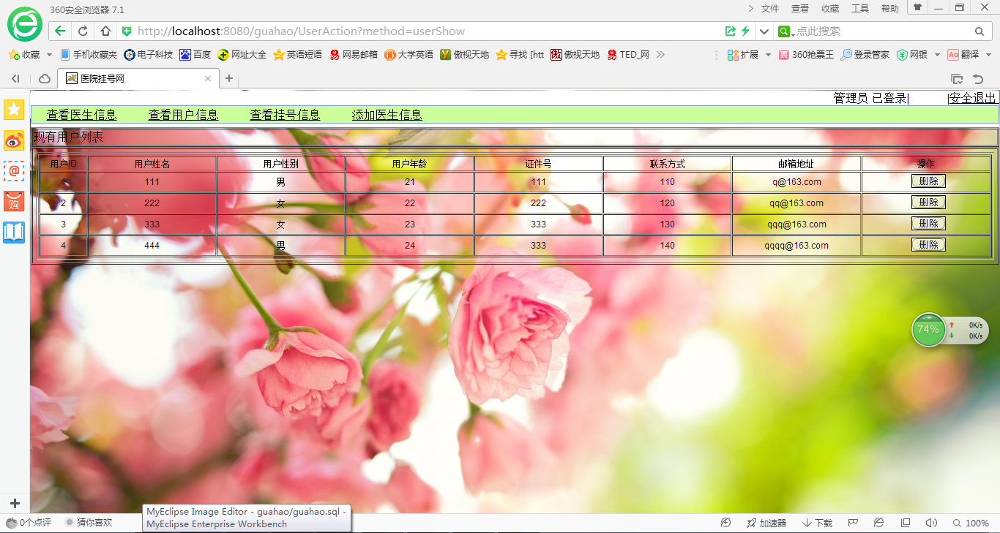 360安全浏览器 7.1
文件 查看 收藏 工具 帮助
http://localhost:8080/guahao/UserAction?method=userShow
点此搜索
收藏 手机收藏夹 电子科技 百度 网址大全 英语短语 网易邮箱 大学英语 傲视天地 寻找 [htt 傲视天地 TED_网 扩展 360抢票王 登录管家 网银 Aa 翻译
医院挂号网
管理员 已登录| |安全退出
查看医生信息 查看用户信息 查看挂号信息 添加医生信息
现有用户列表
用户ID 用户姓名 用户性别 用户年龄 证件号 联系方式 邮箱地址 操作
1 111 男 21 111 110 q@163.com 删除
2 222 女 22 222 120 qq@163.com 删除
3 333 女 23 333 130 qqq@163.com 删除
4 444 男 24 333 140 qqqq@163.com 删除
购
74% 0K/s
0K/s
MyEclipse Image Editor - guahao/guahao.sql -
MyEclipse Enterprise Workbench
0个点评 猜你喜欢 加速器 下载 100%